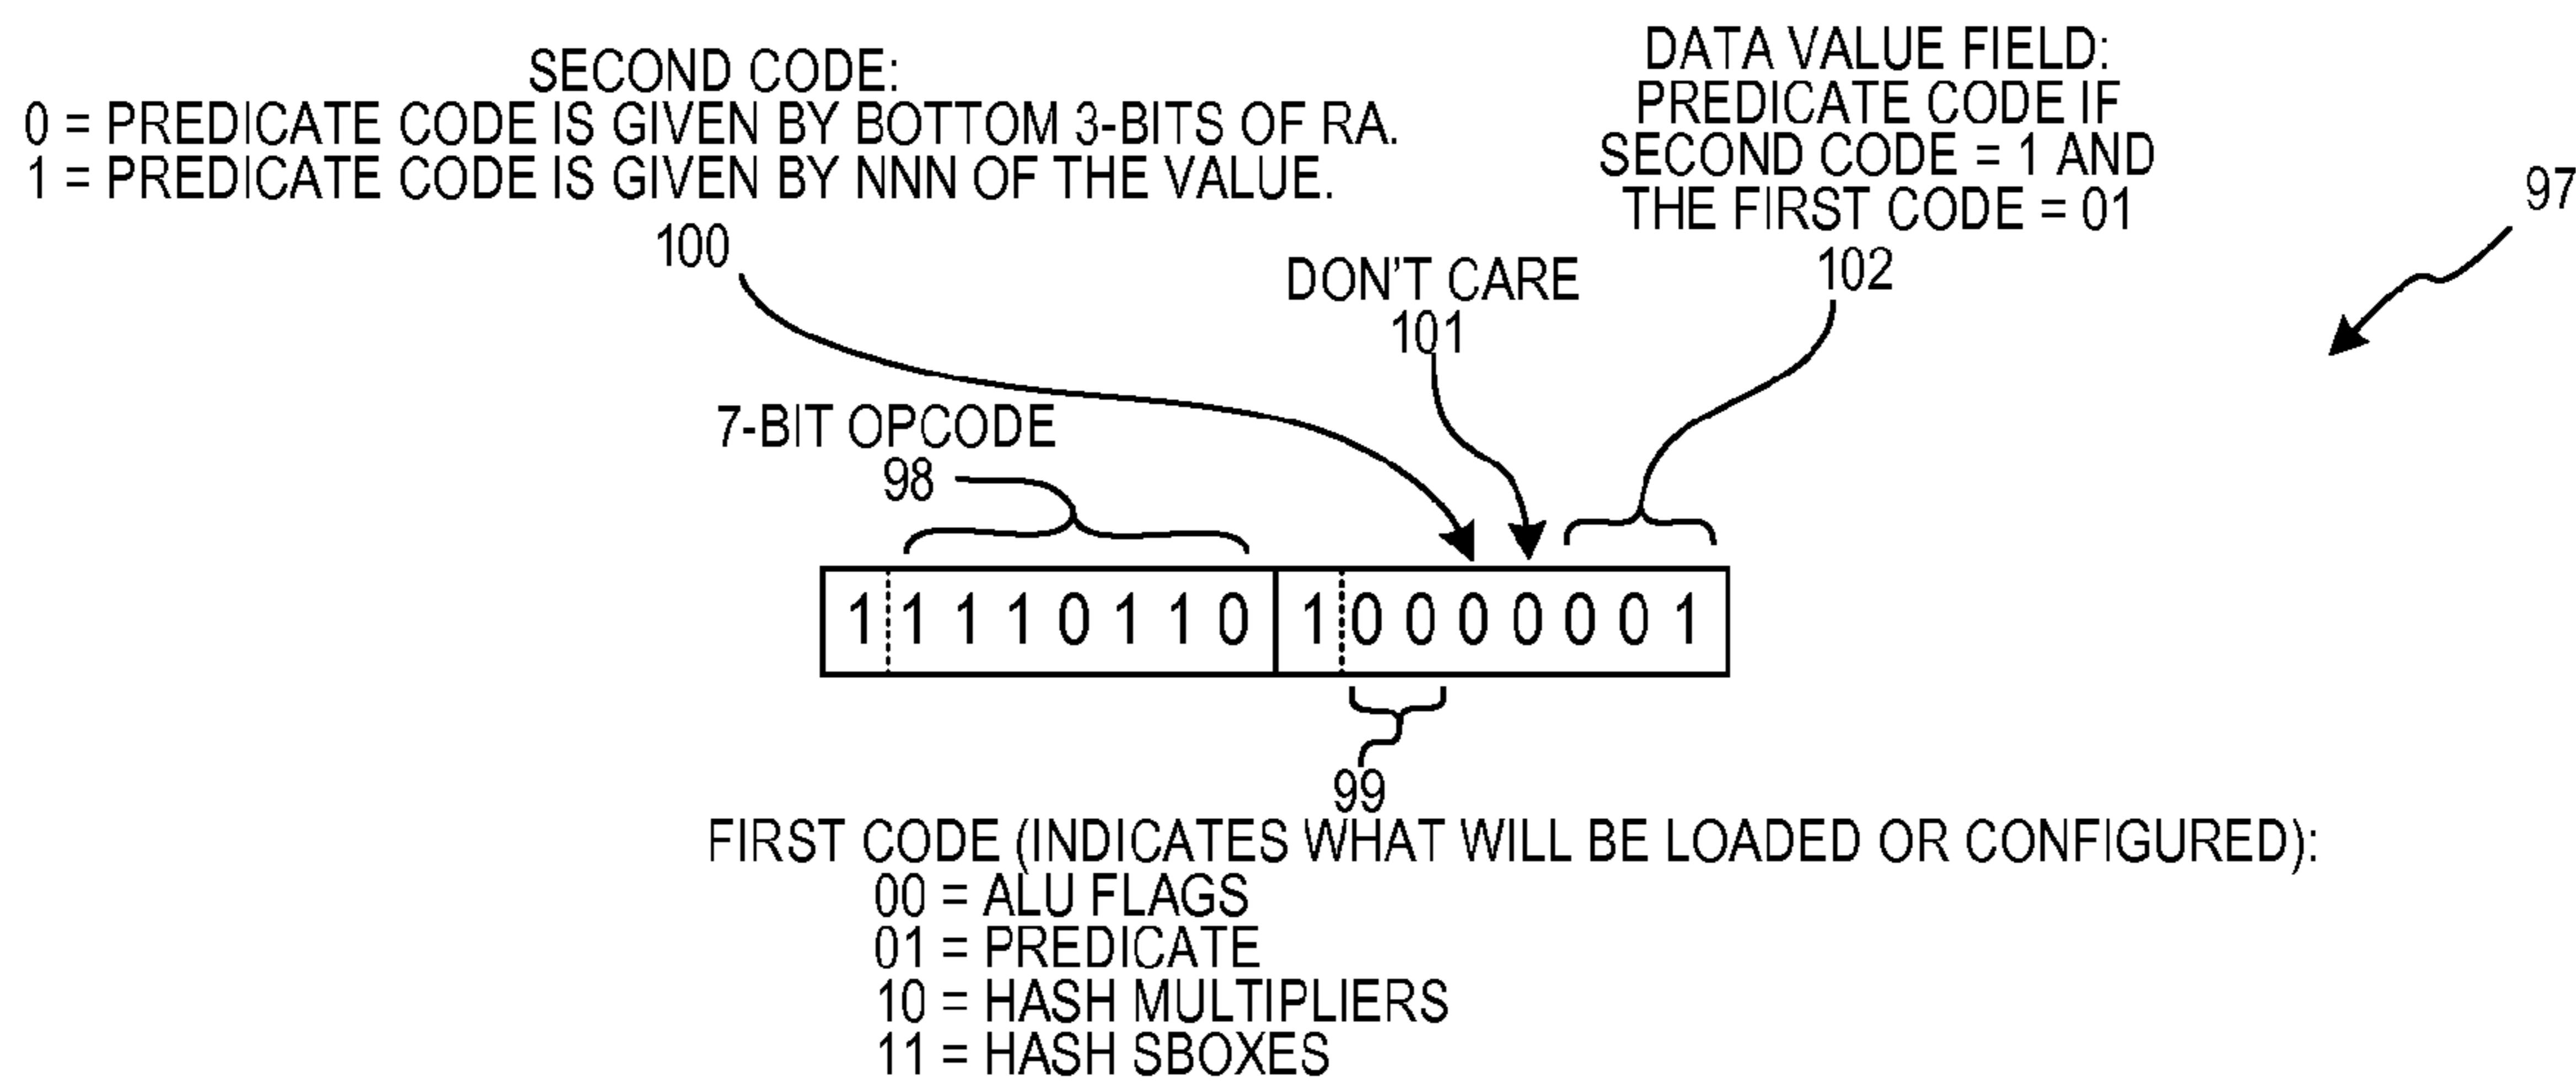 SECOND CODE:
0 = PREDICATE CODE IS GIVEN BY BOTTOM 3-BITS OF RA.
1 = PREDICATE CODE IS GIVEN BY NNN OF THE VALUE.
100
DATA VALUE FIELD:
PREDICATE CODE IF
SECOND CODE = 1 AND
THE FIRST CODE = 01
102
97
DON'T CARE
101
7-BIT OPCODE
98
1 1 1 1 0 1 1 0 1 0 0 0 0 0 0 1
99
FIRST CODE (INDICATES WHAT WILL BE LOADED OR CONFIGURED):
00 = ALU FLAGS
01 = PREDICATE
10 = HASH MULTIPLIERS
11 = HASH SBOXES